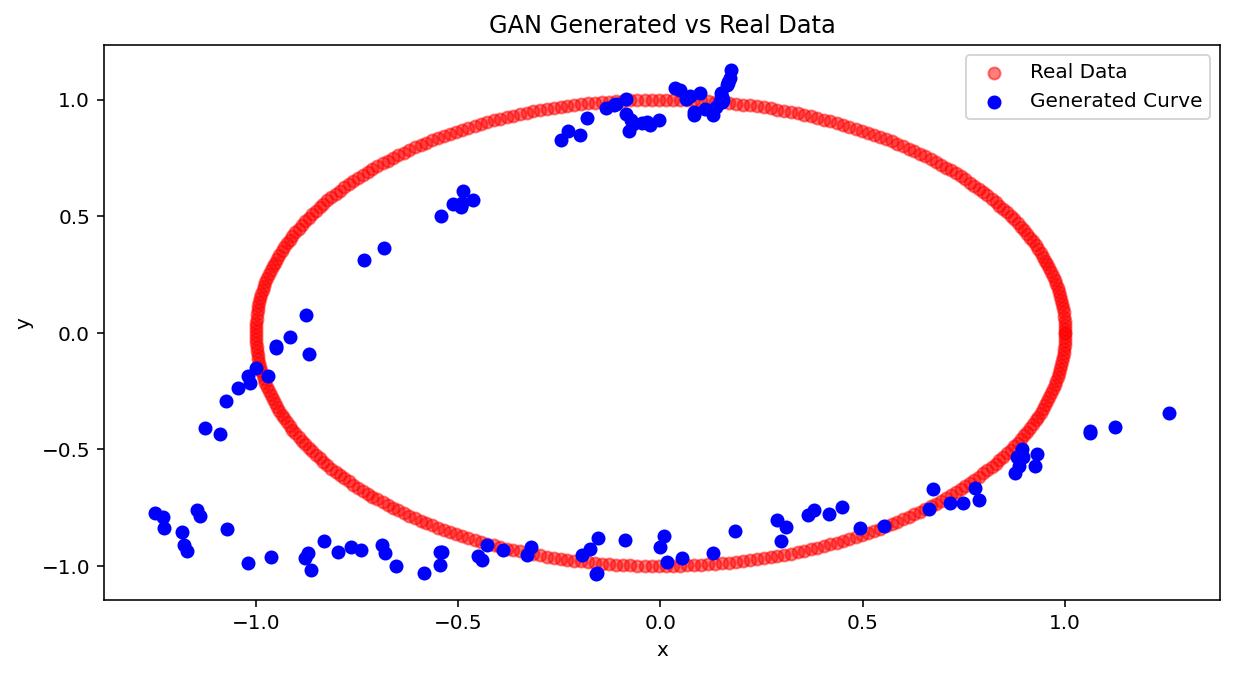 GAN Generated vs Real Data
Real Data
Generated Curve
y
1.0
0.5
0.0
−0.5
−1.0
−1.0 −0.5 0.0 0.5 1.0
x